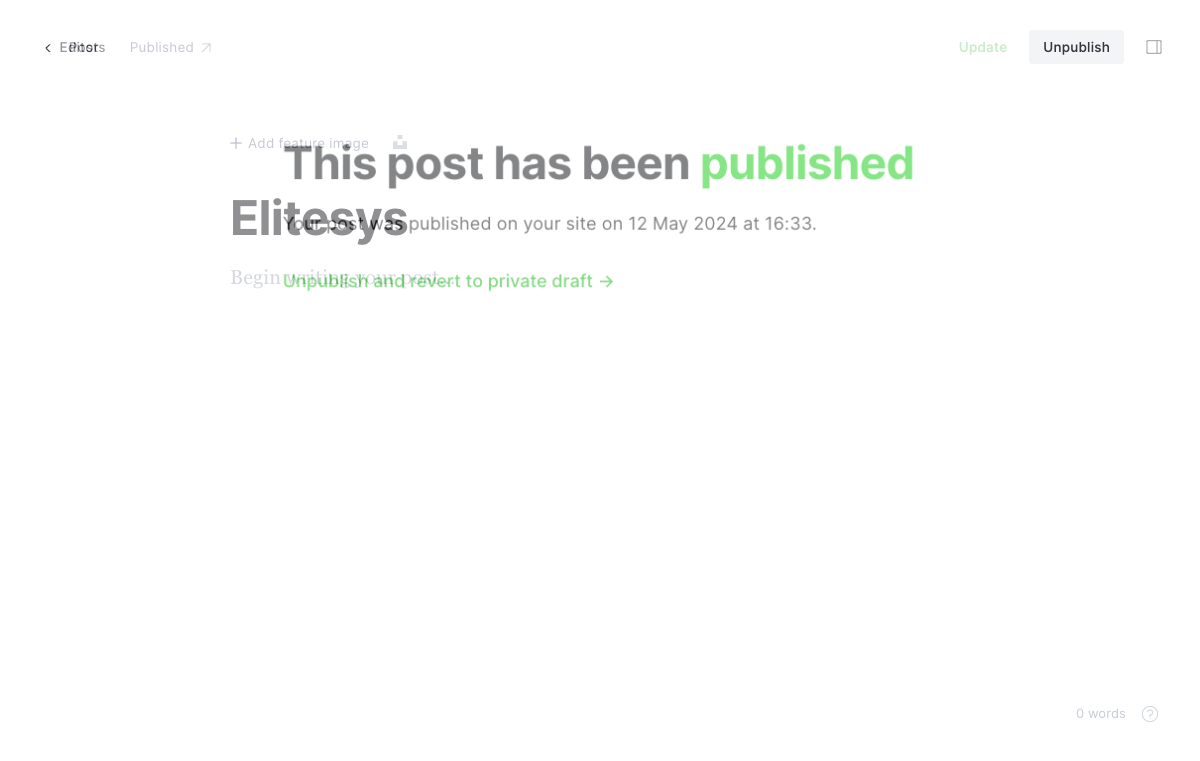 Editor
Posts
Published
Update
Unpublish
Add feature image
This post has been published
Elitesys
Your post was published on your site on 12 May 2024 at 16:33.
Begin writing your post...
Unpublish and revert to private draft →
0 words
?